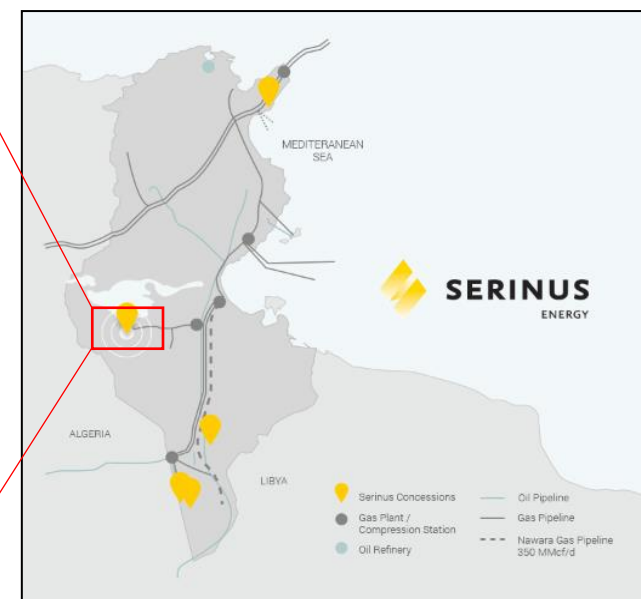 MEDITERANEAN
SEA
SERINUS
ENERGY
ALGERIA
LIBYA
Serinus Concessions
Gas Plant /
Compression Station
Oil Refinery
Oil Pipeline
Gas Pipeline
Nawara Gas Pipeline
350 MMcf/d